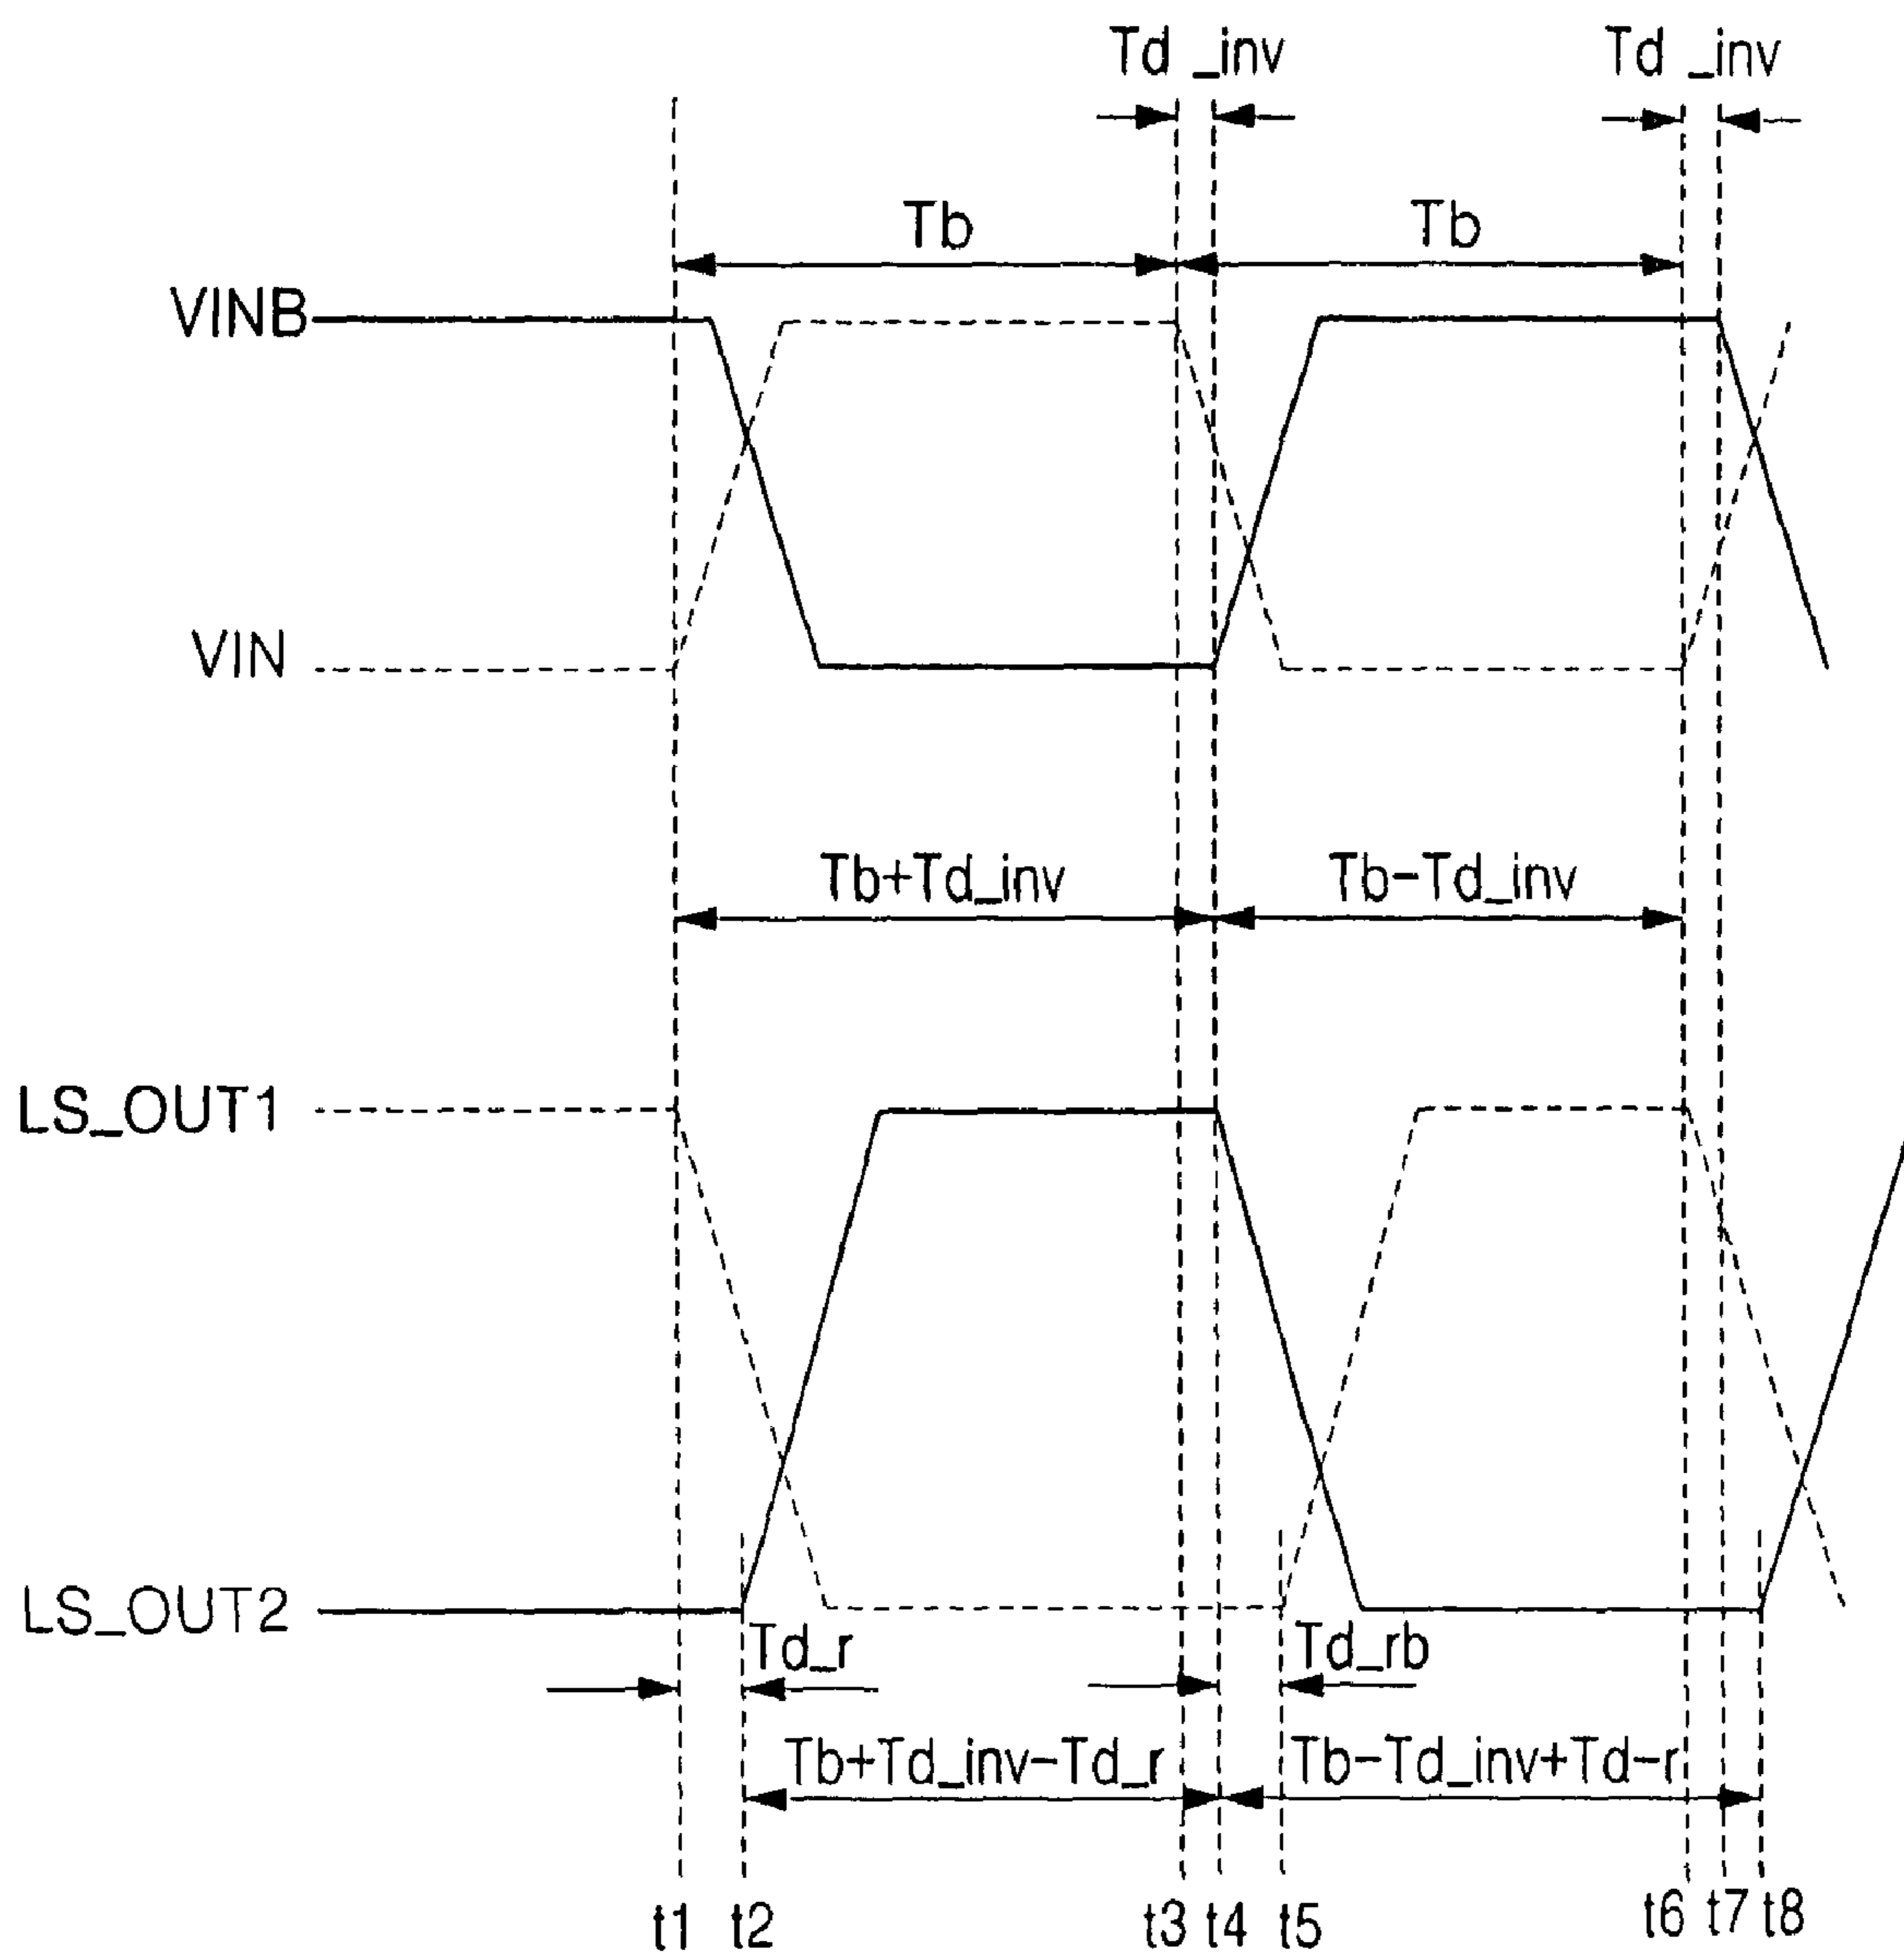 Td _inv Td _inv
Tb Tb
VINB
VIN
Tb+Td_inv Tb-Td_inv
LS_OUT1
LS_OUT2
Td_r Td_rb
Tb+Td_inv-Td_r Tb-Td_inv+Td-r
t1 t2 t3 t4 t5 t6 t7 t8